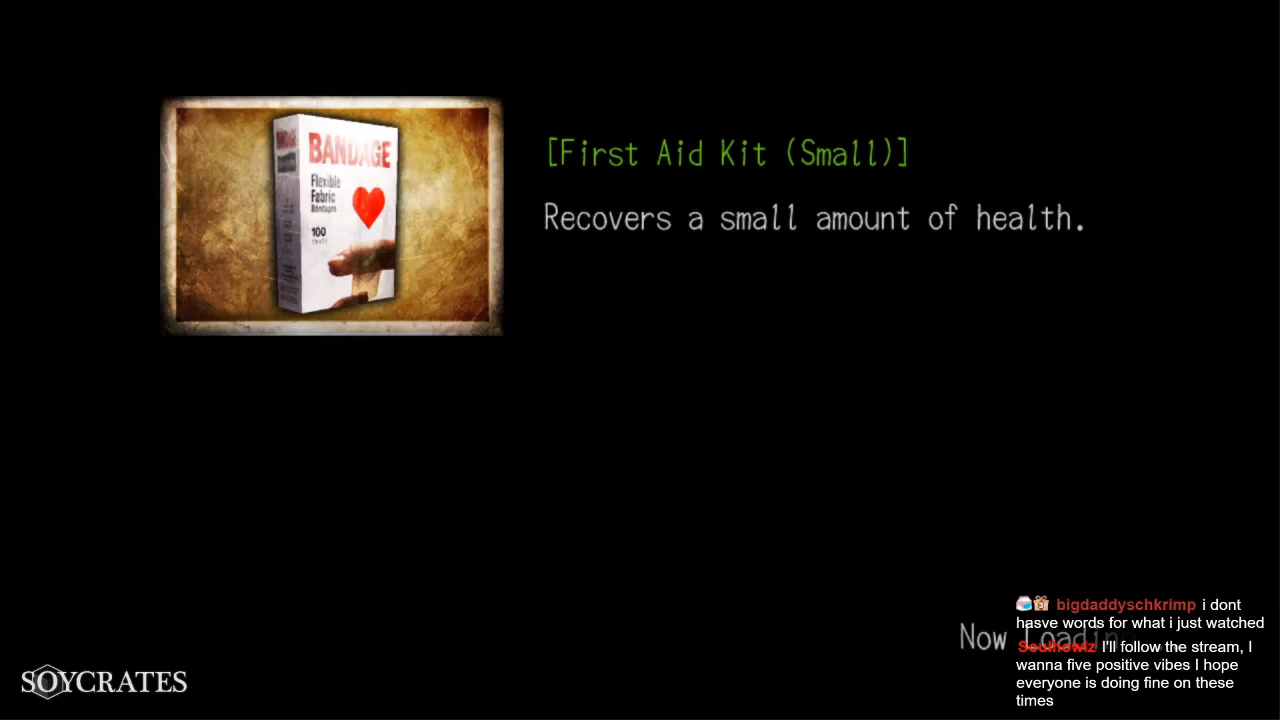 BANDAGE
Flexible
Fabric
Bandages
100
[First Aid Kit (Small)]
Recovers a small amount of health.
Now Loading
bigdaddyschkrimp i dont
hasve words for what i just watched
Soulhowlz I'll follow the stream, I
wanna five positive vibes I hope
everyone is doing fine on these
times
SOYCRATES